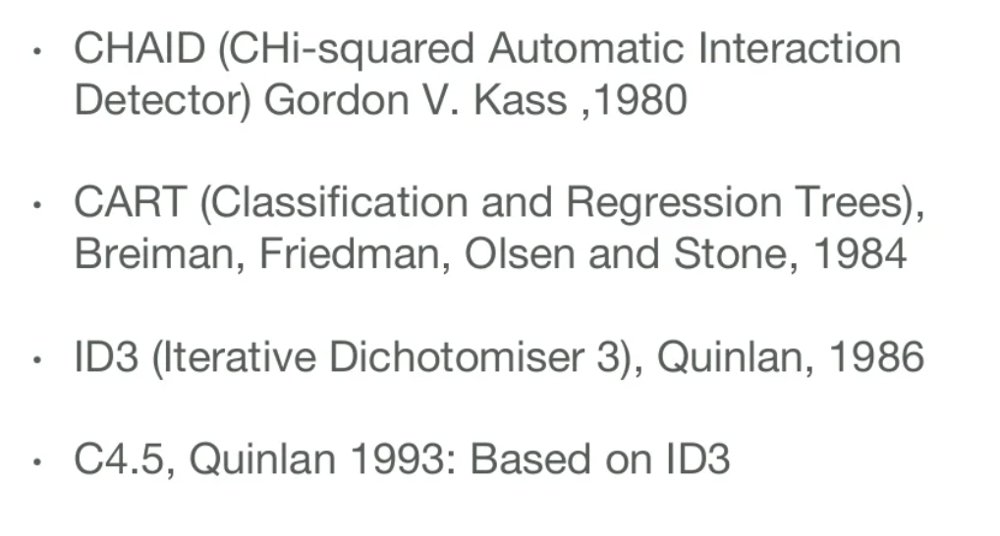 • CHAID (CHi-squared Automatic Interaction
Detector) Gordon V. Kass ,1980
• CART (Classification and Regression Trees),
Breiman, Friedman, Olsen and Stone, 1984
• ID3 (Iterative Dichotomiser 3), Quinlan, 1986
• C4.5, Quinlan 1993: Based on ID3